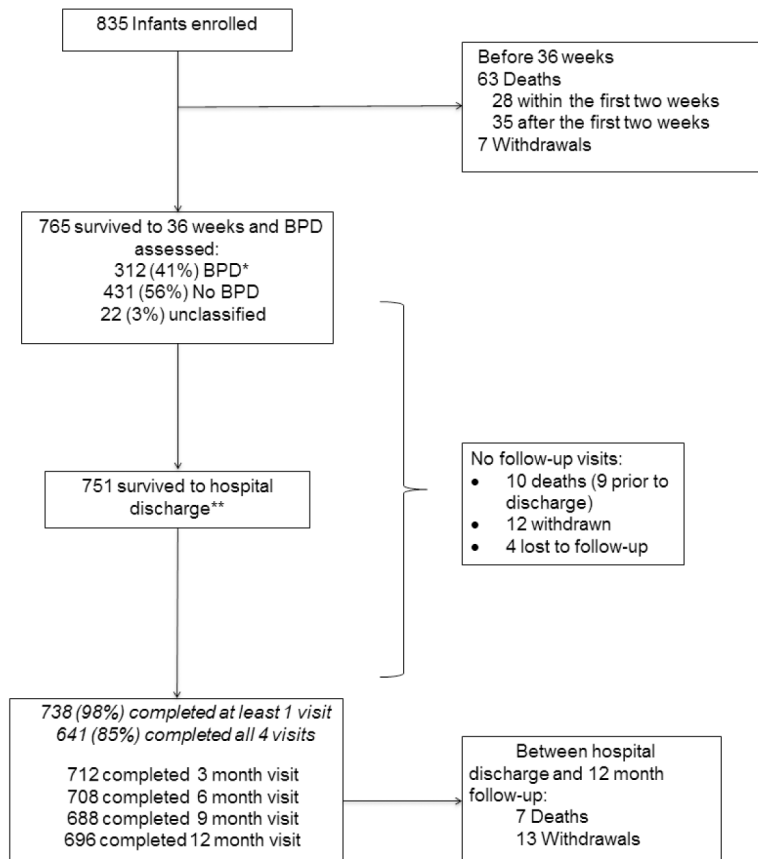 835 Infants enrolled
Before 36 weeks
63 Deaths
28 within the first two weeks
35 after the first two weeks
7 Withdrawals
765 survived to 36 weeks and BPD
assessed:
312 (41%) BPD*
431 (56%) No BPD
22 (3%) unclassified
751 survived to hospital
discharge**
No follow-up visits:
• 10 deaths (9 prior to
discharge)
• 12 withdrawn
• 4 lost to follow-up
738 (98%) completed at least 1 visit
641 (85%) completed all 4 visits
712 completed 3 month visit
708 completed 6 month visit
688 completed 9 month visit
696 completed 12 month visit
Between hospital
discharge and 12 month
follow-up:
7 Deaths
13 Withdrawals